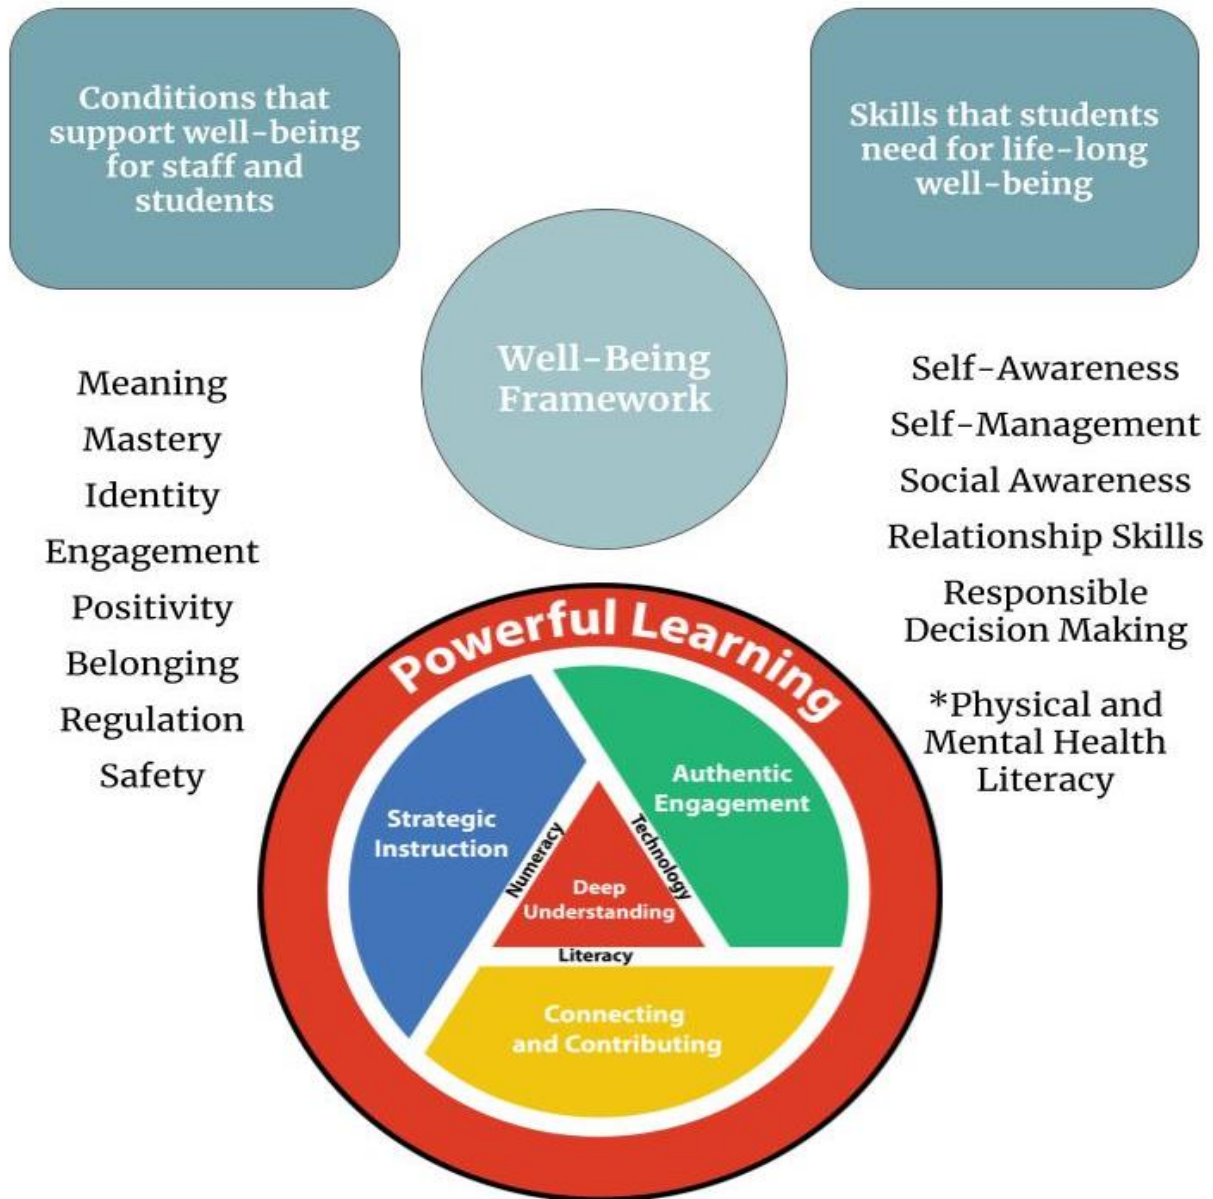 Conditions that
support well-being
for staff and
students
Meaning
Mastery
Identity
Engagement
Positivity
Belonging
Regulation
Safety
Well-Being
Framework
Skills that students
need for life-long
well-being
Self-Awareness
Self-Management
Social Awareness
Relationship Skills
Responsible
Decision Making
*Physical and
Mental Health
Literacy
Powerful Learning
Strategic
Instruction
Authentic
Engagement
Numeracy
Technology
Deep
Understanding
Literacy
Connecting
and Contributing